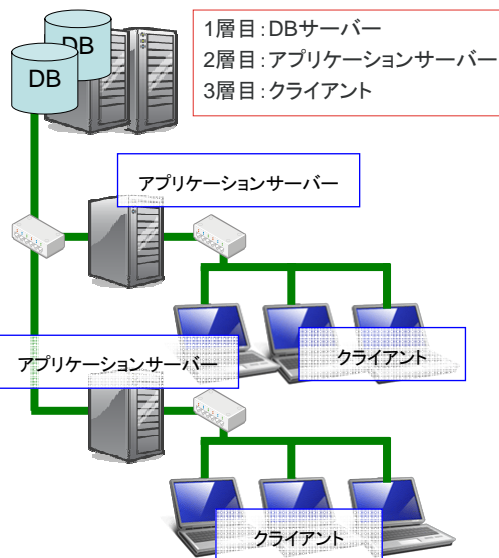 DB
DB
1層目：DBサーバー
2層目：アプリケーションサーバー
3層目：クライアント
アプリケーションサーバー
アプリケーションサーバー
クライアント
クライアント